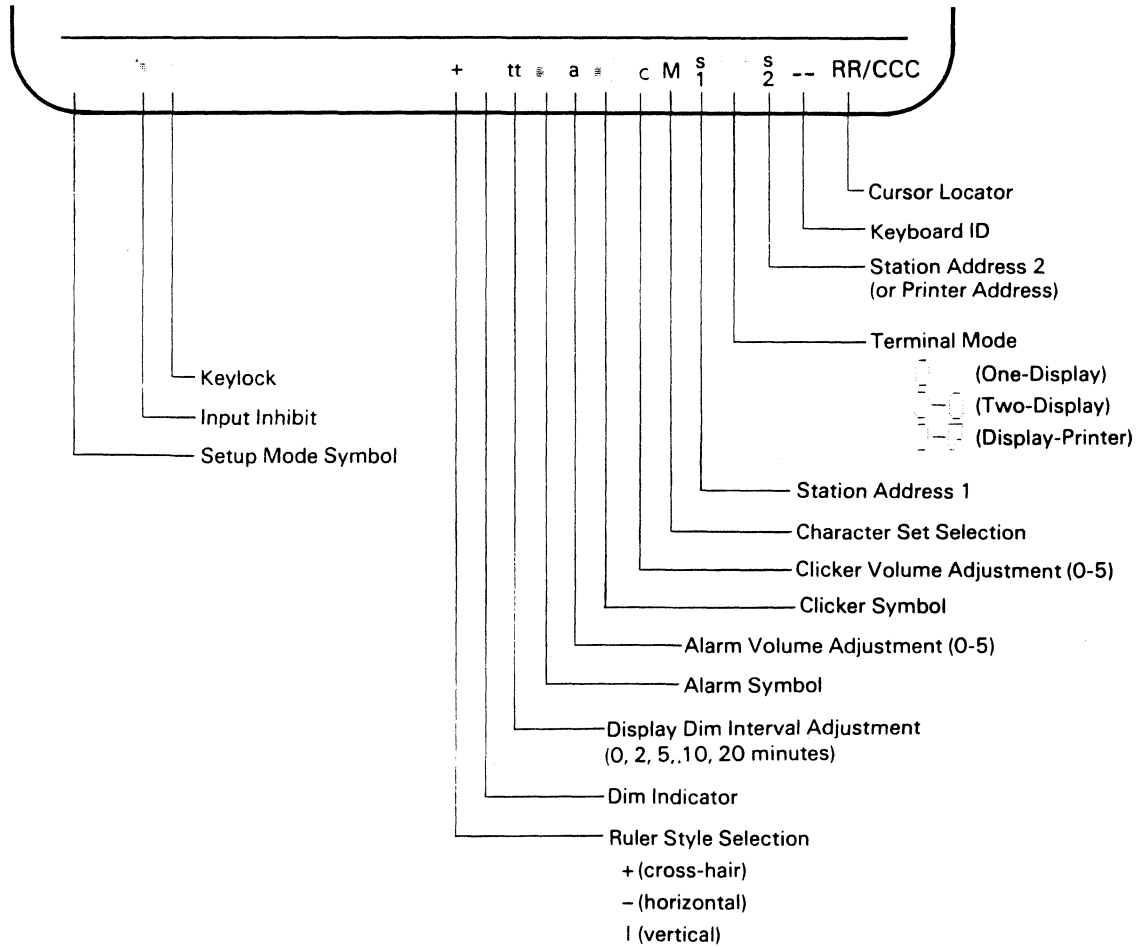 + tt a c M S1 S2 -- RR/CCC
Cursor Locator
Keyboard ID
Station Address 2
(or Printer Address)
Terminal Mode
(One-Display)
(Two-Display)
(Display-Printer)
Keylock
Input Inhibit
Setup Mode Symbol
Station Address 1
Character Set Selection
Clicker Volume Adjustment (0-5)
Clicker Symbol
Alarm Volume Adjustment (0-5)
Alarm Symbol
Display Dim Interval Adjustment
(0, 2, 5,.10, 20 minutes)
Dim Indicator
Ruler Style Selection
+ (cross-hair)
– (horizontal)
I (vertical)